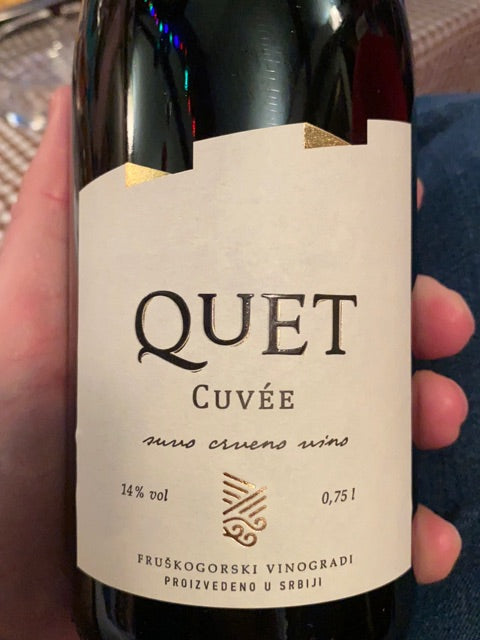 QUET
CUVÉE
suvo crveno vino
14% vol
0,75 l
FRUŠKOGORSKI VINOGRADI
PROIZVEDENO U SRBIJI